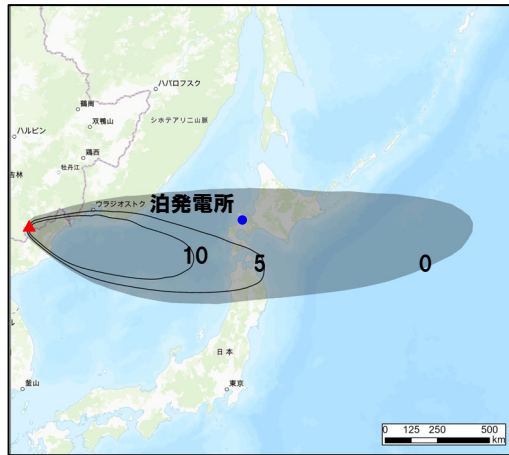 ハバロフスク
鶴岡
双鴨山
ハルビン
シホテアリニ山脈
鶏西
牡丹江
吉林
ウラジオストク
泊発電所
10
5
0
日本
釜山
東京
0 125 250 500
km